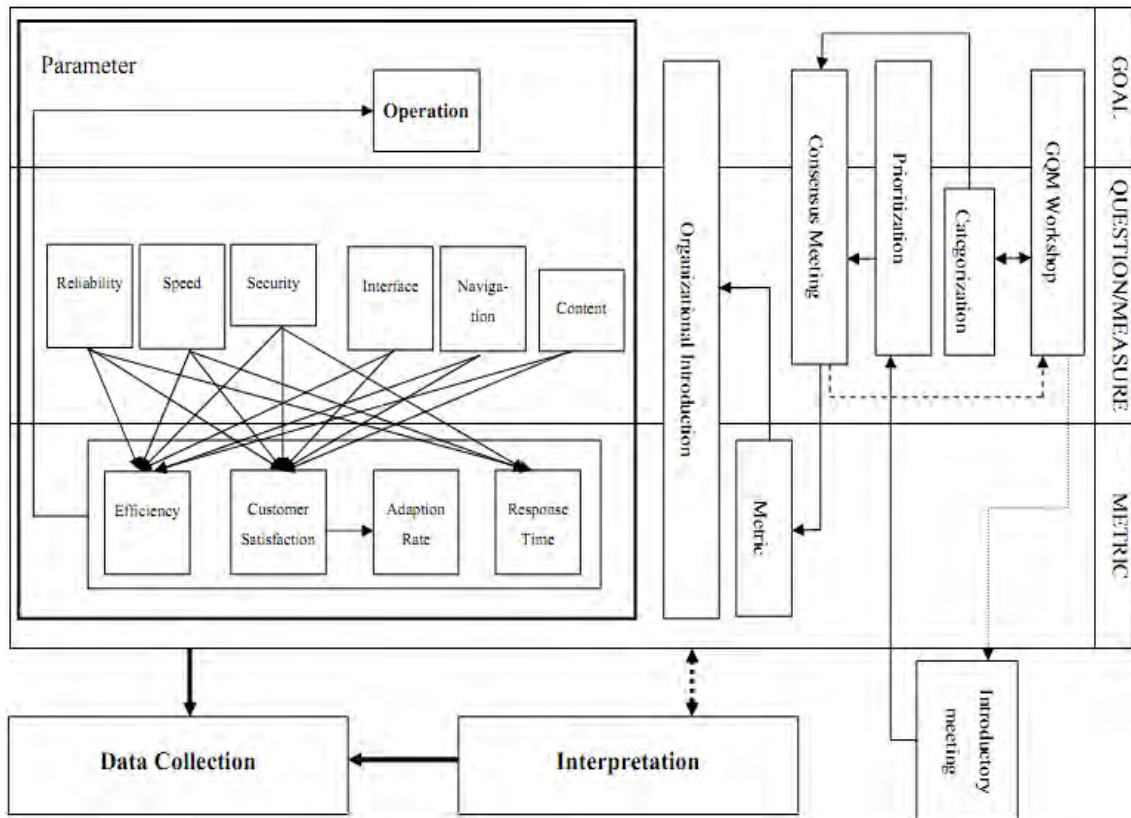 Parameter
Operation
Reliability
Speed
Security
Interface
Naviga-
tion
Content
Efficiency
Customer
Satisfaction
Adaption
Rate
Response
Time
Organizational Introduction
Metric
Consensus Meeting
Prioritization
Categorization
GQM Workshop
GOAL
QUESTION/MEASURE
METRIC
Data Collection
Interpretation
Introductory
meeting